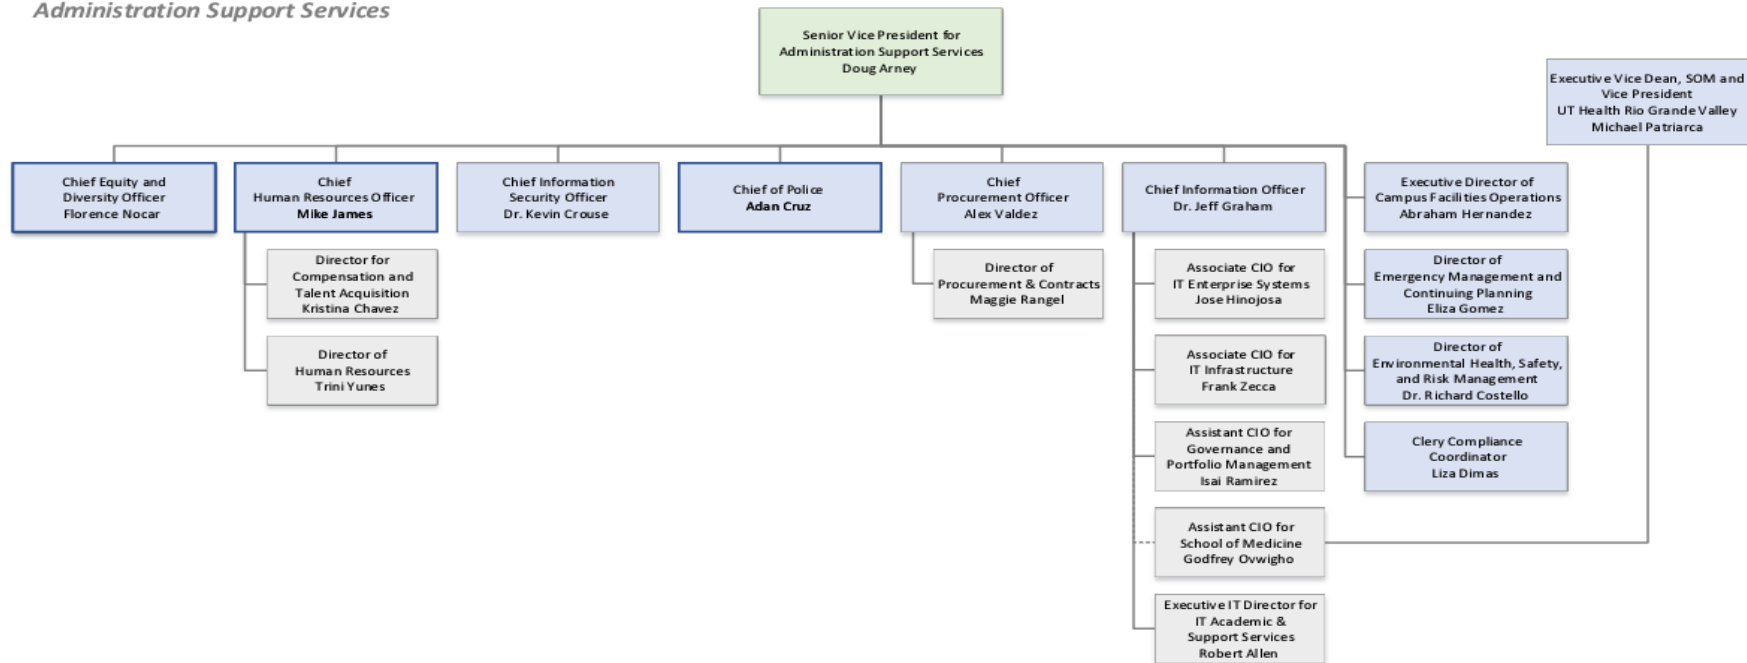 Administration Support Services
Senior Vice President for
Administration Support Services
Doug Arney
Executive Vice Dean, SOM and
Vice President
UT Health Rio Grande Valley
Michael Patriarca
Chief Equity and
Diversity Officer
Florence Nocar
Chief
Human Resources Officer
Mike James
Chief Information
Security Officer
Dr. Kevin Crouse
Chief of Police
Adan Cruz
Chief
Procurement Officer
Alex Valdez
Chief Information Officer
Dr. Jeff Graham
Executive Director of
Campus Facilities Operations
Abraham Hernandez
Director for
Compensation and
Talent Acquisition
Kristina Chavez
Director of
Procurement & Contracts
Maggie Rangel
Associate CIO for
IT Enterprise Systems
Jose Hinojosa
Director of
Emergency Management and
Continuing Planning
Eliza Gomez
Director of
Human Resources
Trini Yunes
Associate CIO for
IT Infrastructure
Frank Zecca
Director of
Environmental Health, Safety,
and Risk Management
Dr. Richard Costello
Assistant CIO for
Governance and
Portfolio Management
Isai Ramirez
Clery Compliance
Coordinator
Liza Dimas
Assistant CIO for
School of Medicine
Godfrey Ovwigho
Executive IT Director for
IT Academic &
Support Services
Robert Allen